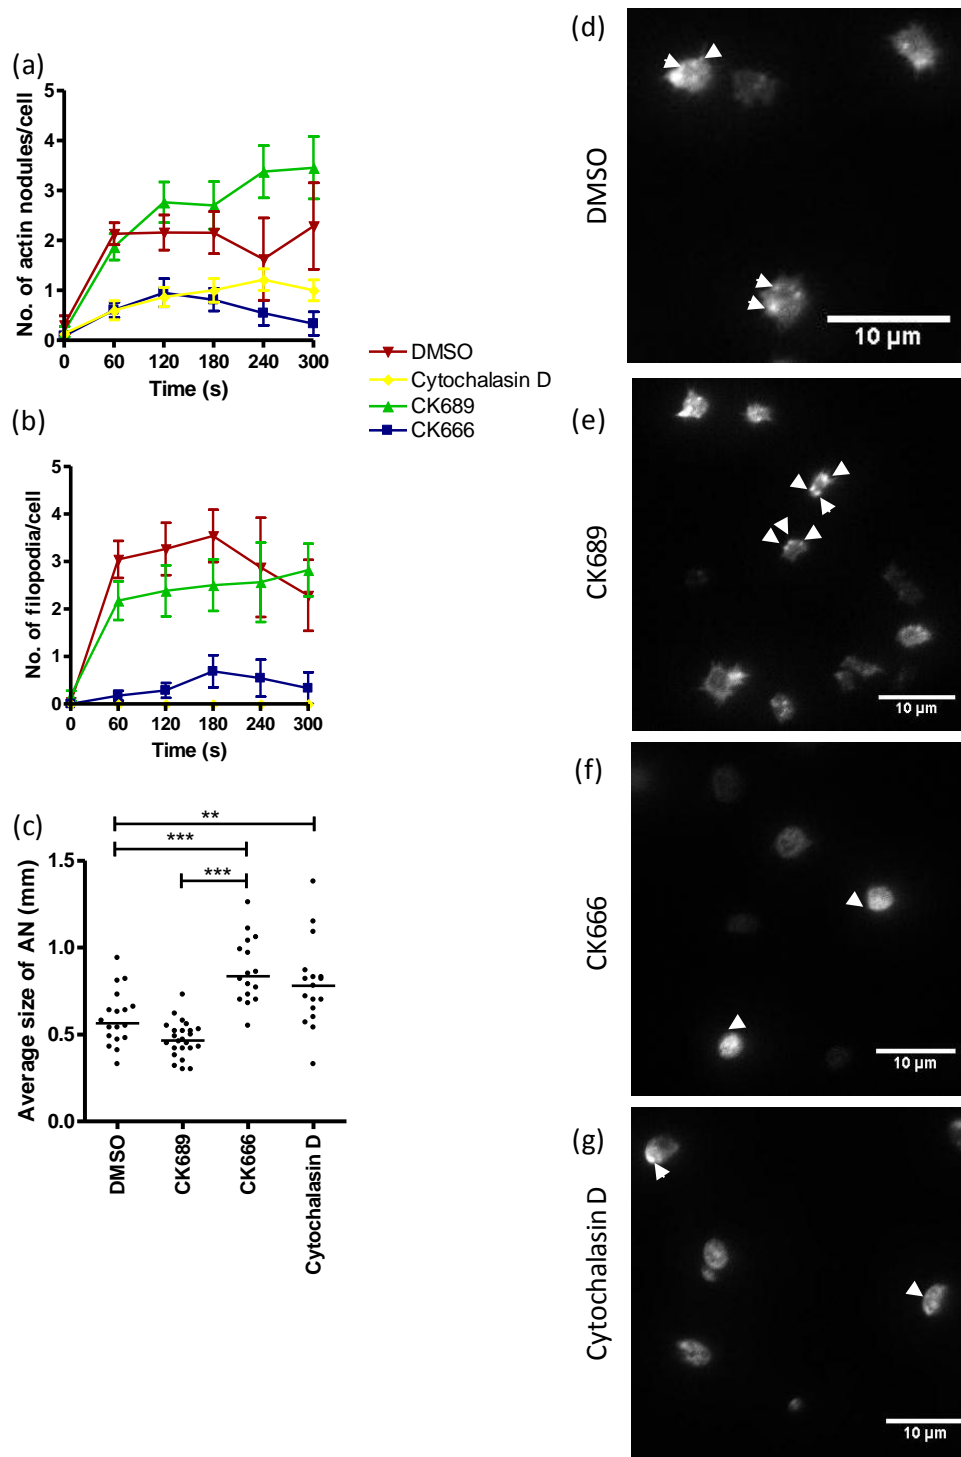 (a)
No. of actin nodules/cell
5
4
3
2
1
0
0 60 120 180 240 300
Time (s)
DMSO
Cytochalasin D
CK689
CK666
(b)
No. of filopodia/cell
5
4
3
2
1
0
0 60 120 180 240 300
Time (s)
(c)
Average size of AN (mm)
1.5
1.0
0.5
0.0
**
***
***
DMSO
CK689
CK666
Cytochalasin D
(d)
DMSO
10 µm
(e)
CK689
10 µm
(f)
CK666
10 µm
(g)
Cytochalasin D
10 µm